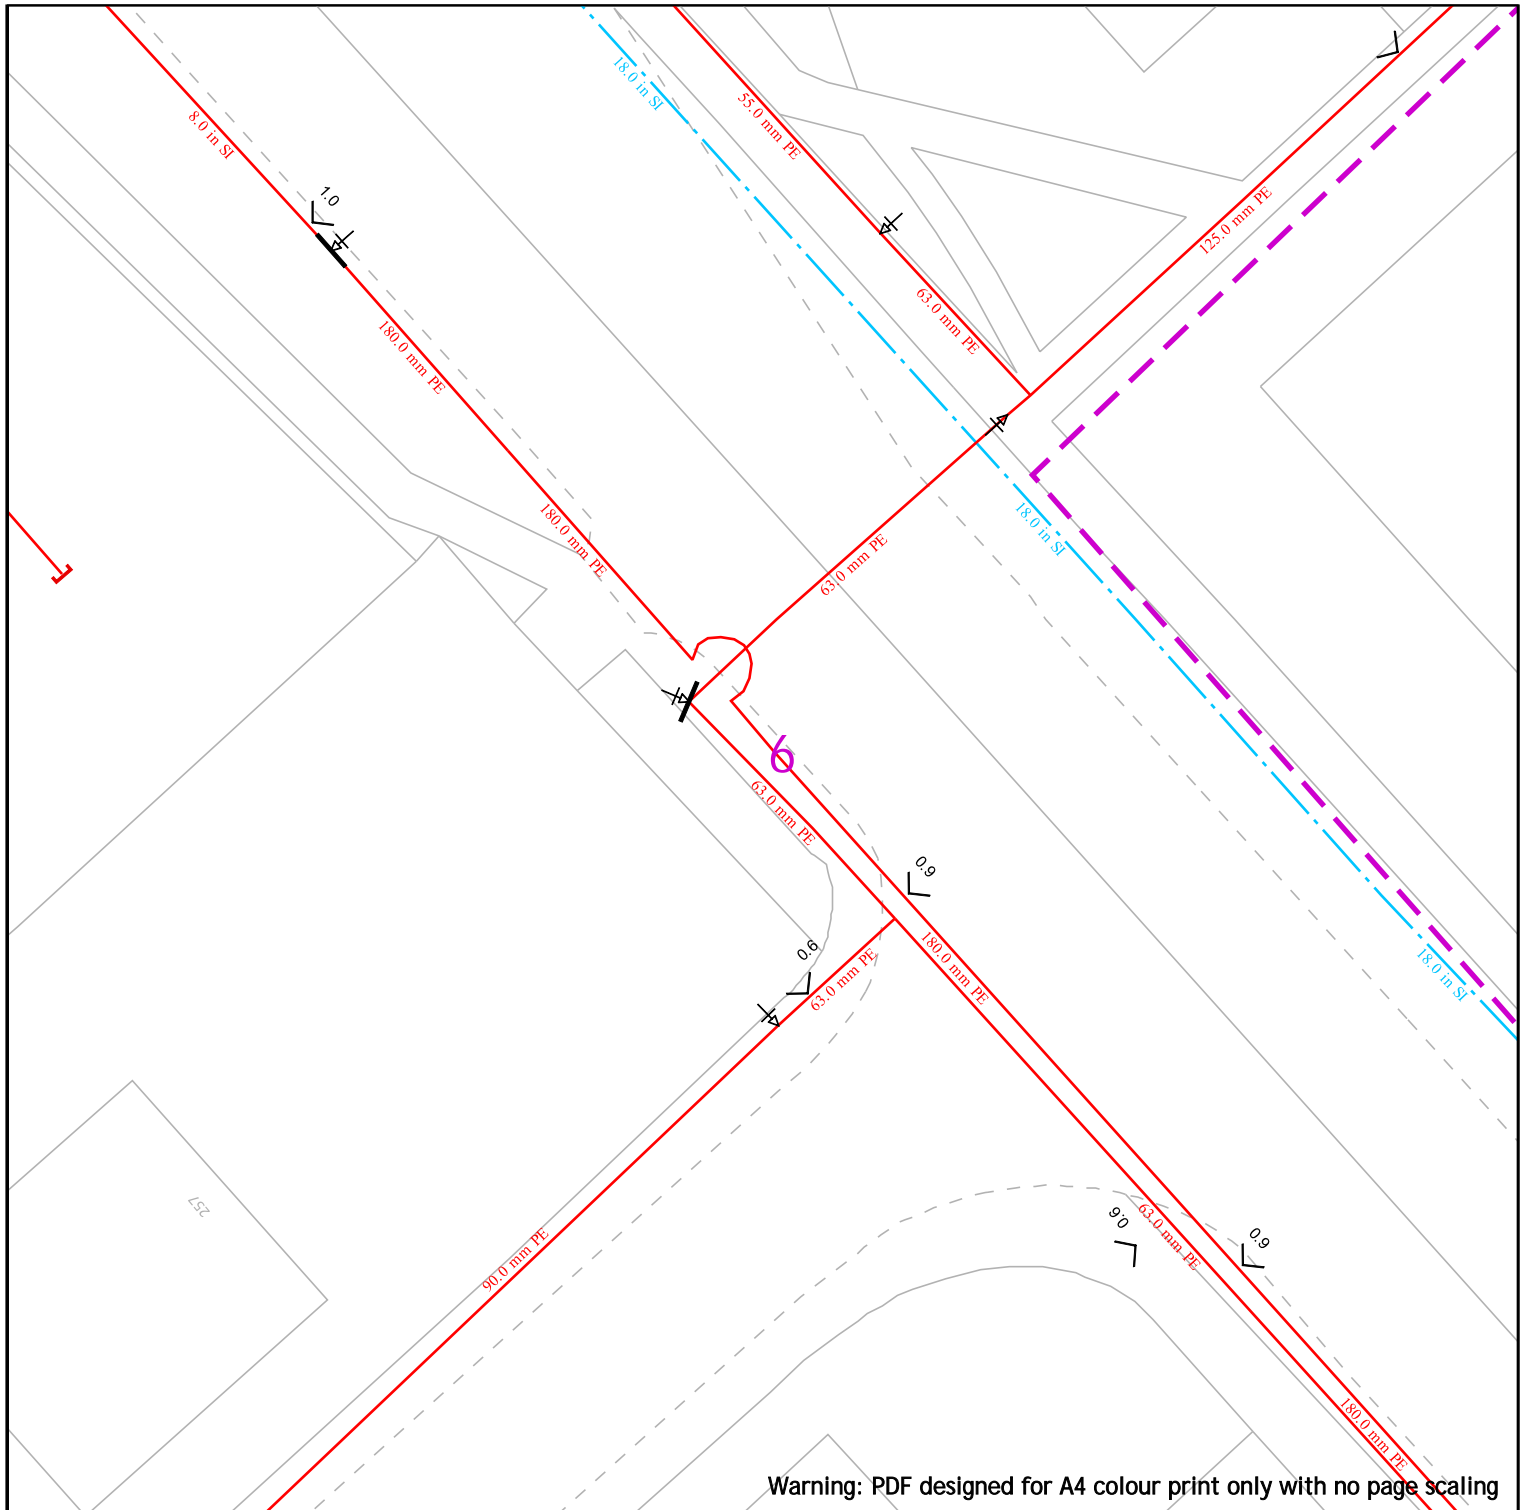 18.0 in SI
55.0 mm PE
8.0 in SI
1.0
125.0 mm PE
63.0 mm PE
180.0 mm PE
180.0 mm PE
18.0 in SI
63.0 mm PE
6
63.0 mm PE
0.9
0.6
180.0 mm PE
63.0 mm PE
18.0 in SI
257
90.0 mm PE
0.6
63.0 mm PE
0.9
180.0 mm PE
Warning: PDF designed for A4 colour print only with no page scaling